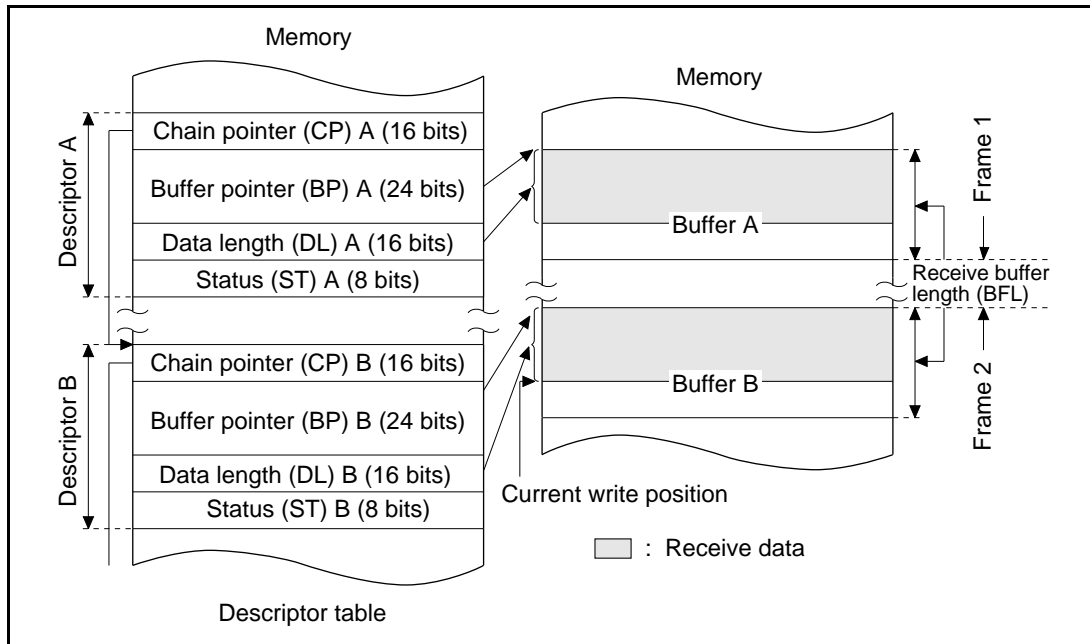 Memory
Descriptor A
Chain pointer (CP) A (16 bits)
Buffer pointer (BP) A (24 bits)
Data length (DL) A (16 bits)
Status (ST) A (8 bits)
Descriptor B
Chain pointer (CP) B (16 bits)
Buffer pointer (BP) B (24 bits)
Data length (DL) B (16 bits)
Status (ST) B (8 bits)
Descriptor table
Memory
Buffer A
Frame 1
Receive buffer
length (BFL)
Buffer B
Frame 2
Current write position
: Receive data